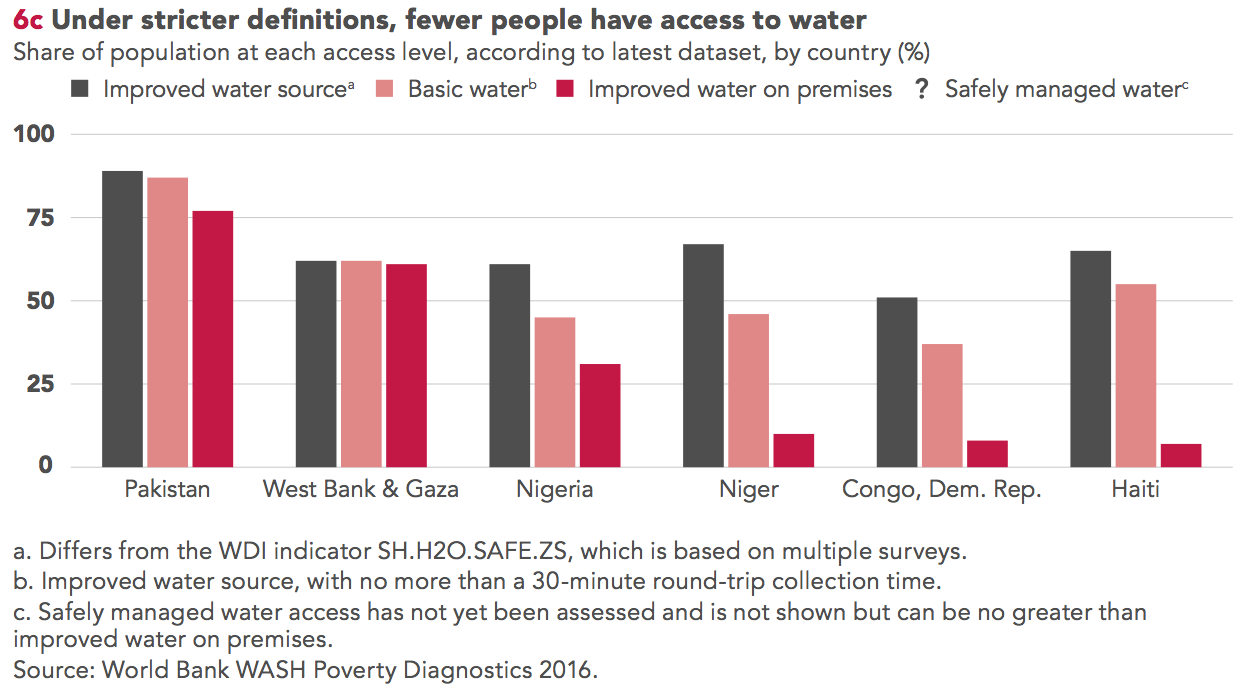 6c Under stricter definitions, fewer people have access to water
Share of population at each access level, according to latest dataset, by country (%)
Improved water sourceᵃ Basic waterᵇ Improved water on premises ? Safely managed waterᶜ
100
75
50
25
0
Pakistan West Bank & Gaza Nigeria Niger Congo, Dem. Rep. Haiti
a. Differs from the WDI indicator SH.H2O.SAFE.ZS, which is based on multiple surveys.
b. Improved water source, with no more than a 30-minute round-trip collection time.
c. Safely managed water access has not yet been assessed and is not shown but can be no greater than
improved water on premises.
Source: World Bank WASH Poverty Diagnostics 2016.